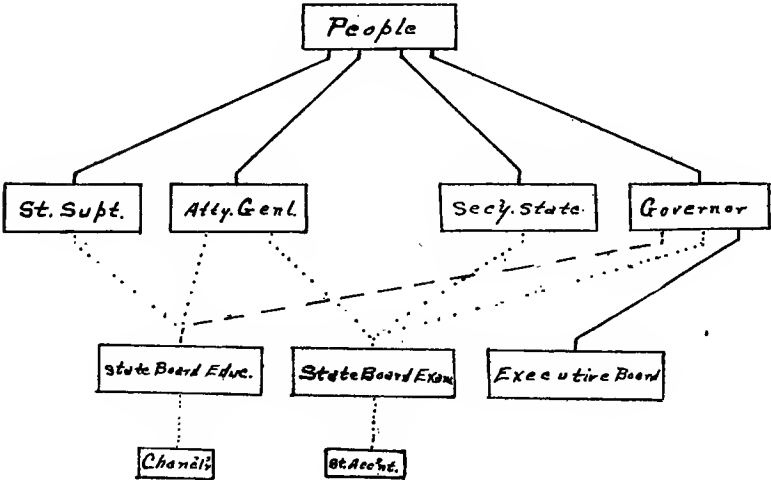 People
St. Supt.
Atty. Genl.
Secy. State.
Governor
State Board Educ.
State Board Exam
Executive Board
Chanc'l'r
St. Acc'nt.